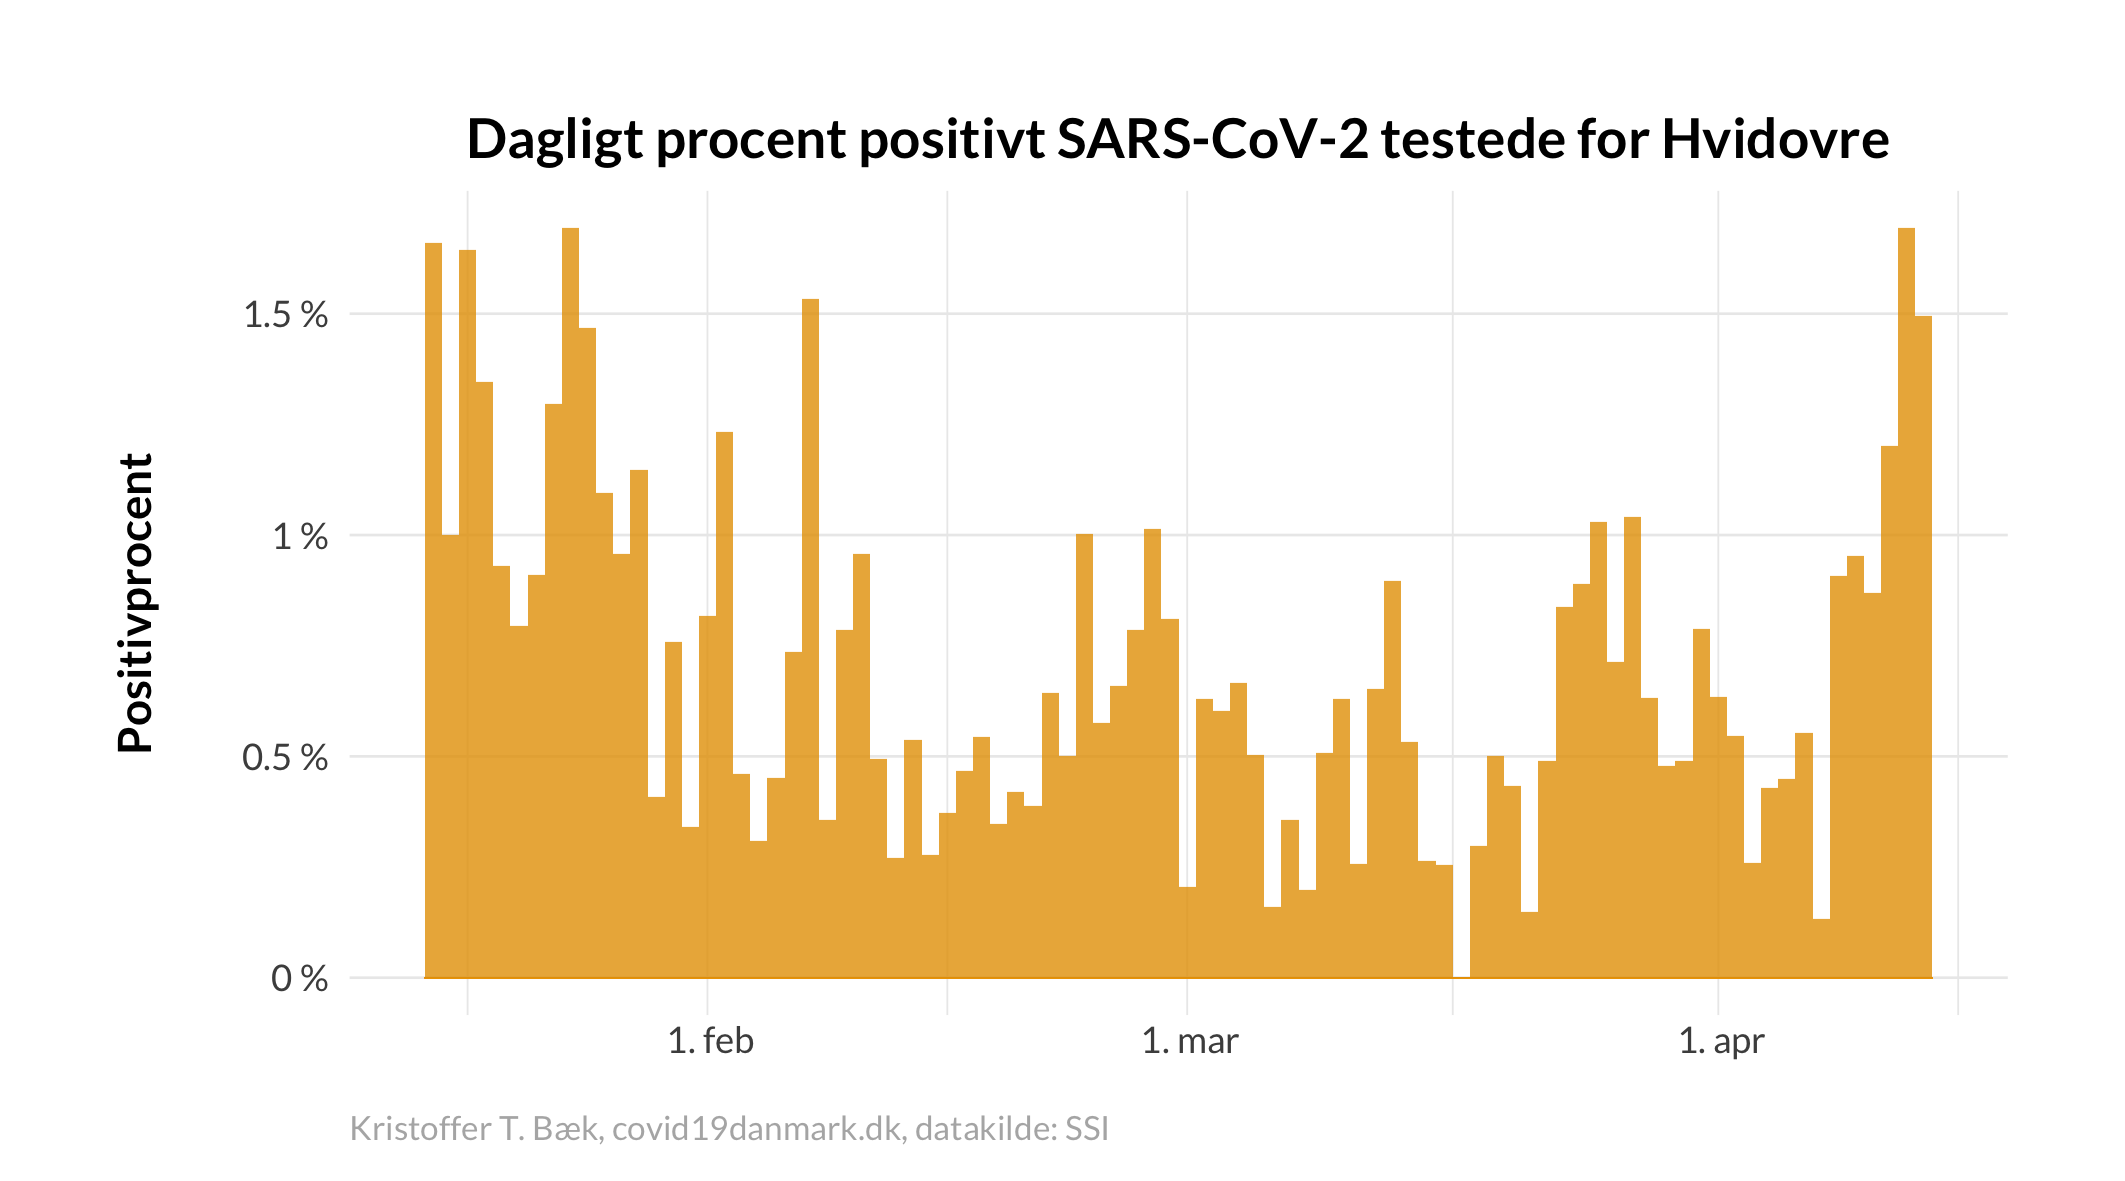 Dagligt procent positivt SARS-CoV-2 testede for Hvidovre
Positivprocent
1.5 %
1 %
0.5 %
0 %
1. feb
1. mar
1. apr
Kristoffer T. Bæk, covid19danmark.dk, datakilde: SSI